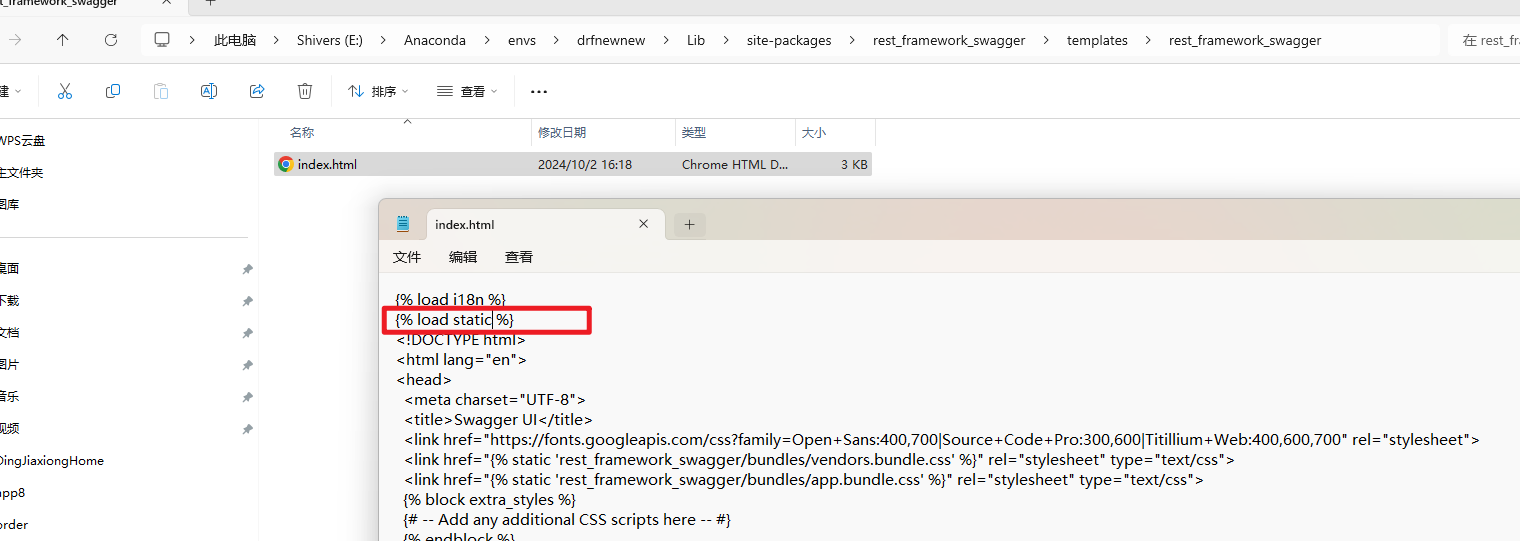 rest_framework_swagger
此电脑 > Shivers (E:) > Anaconda > envs > drfnewnew > Lib > site-packages > rest_framework_swagger > templates > rest_framework_swagger
在 rest_fra
建 排序 查看 ...
名称 修改日期 类型 大小
index.html 2024/10/2 16:18 Chrome HTML D... 3 KB
WPS云盘
主文件夹
图库
桌面
下载
文档
图片
音乐
视频
DingJiaxiongHome
app8
order
index.html
文件 编辑 查看
{% load i18n %}
{% load static %}
<!DOCTYPE html>
<html lang="en">
<head>
<meta charset="UTF-8">
<title>Swagger UI</title>
<link href="https://fonts.googleapis.com/css?family=Open+Sans:400,700|Source+Code+Pro:300,600|Titillium+Web:400,600,700" rel="stylesheet">
<link href="{% static 'rest_framework_swagger/bundles/vendors.bundle.css' %}" rel="stylesheet" type="text/css">
<link href="{% static 'rest_framework_swagger/bundles/app.bundle.css' %}" rel="stylesheet" type="text/css">
{% block extra_styles %}
{# -- Add any additional CSS scripts here -- #}
{% endblock %}